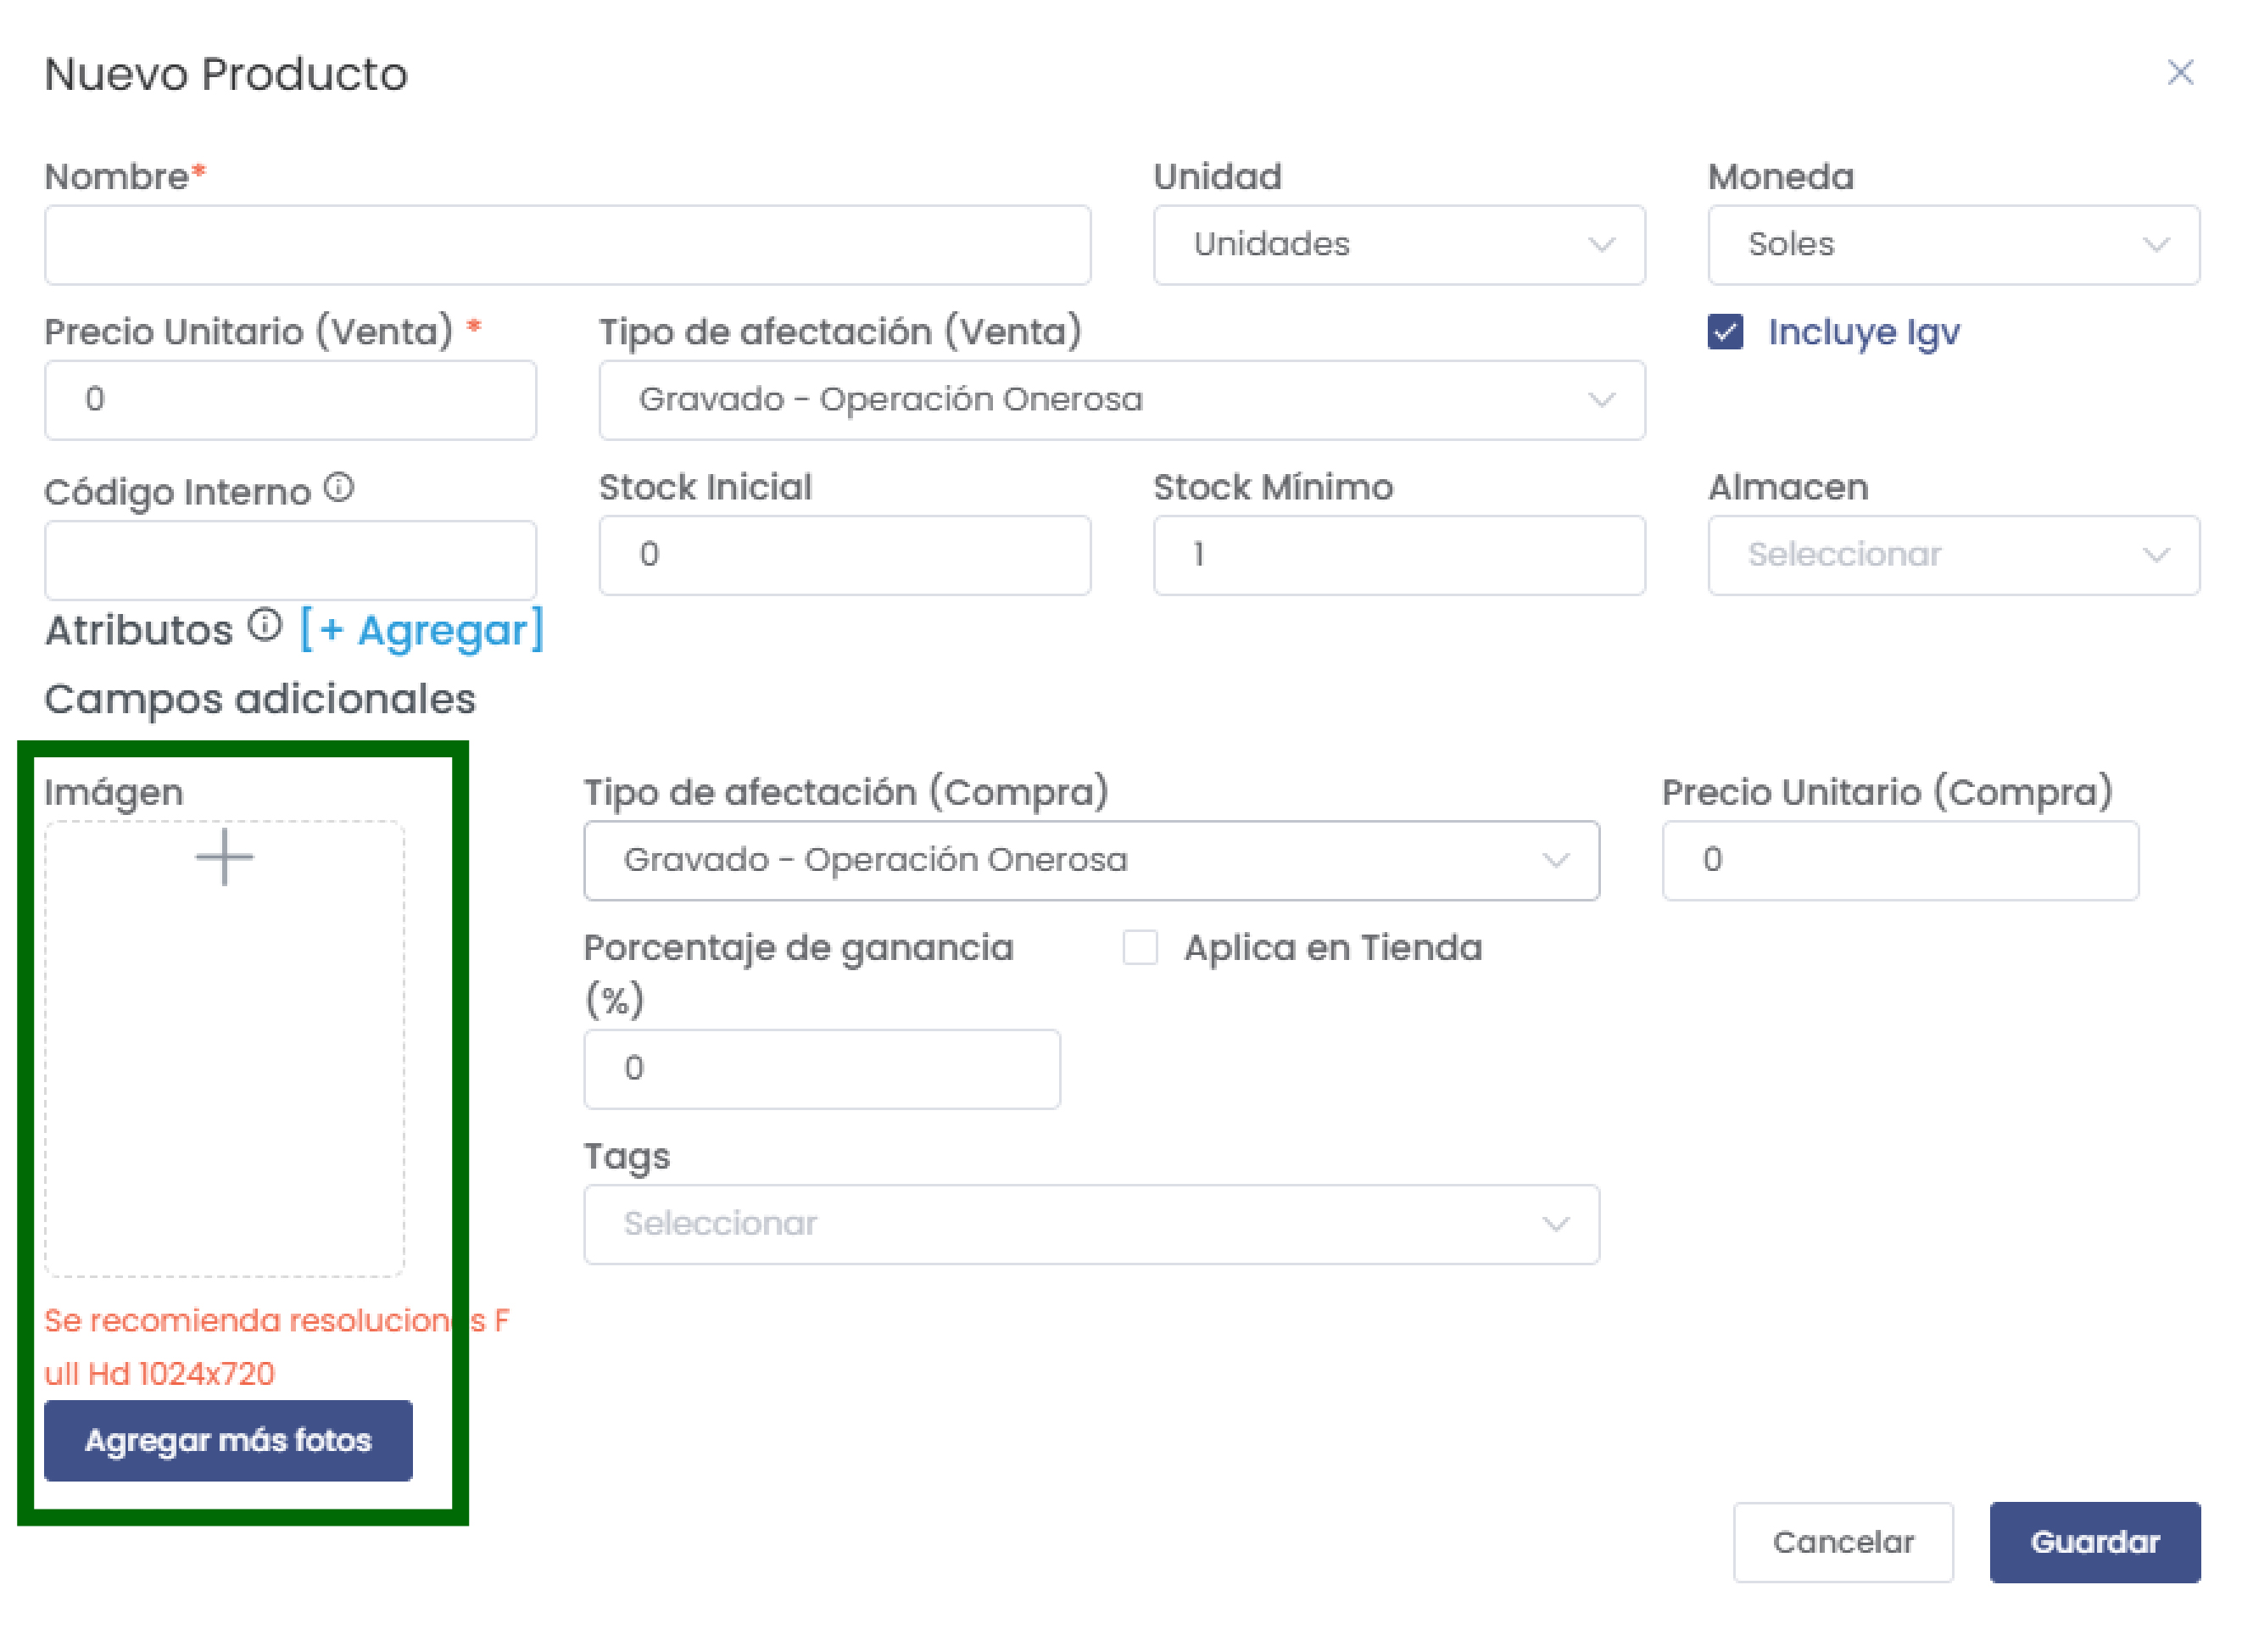 Nuevo Producto
Nombre*
Unidad
Moneda
Unidades
Soles
Precio Unitario (Venta) *
Tipo de afectación (Venta)
Incluye Igv
0
Gravado - Operación Onerosa
Código Interno
Stock Inicial
Stock Mínimo
Almacen
0
1
Seleccionar
Atributos [+ Agregar]
Campos adicionales
Imágen
Tipo de afectación (Compra)
Precio Unitario (Compra)
Gravado - Operación Onerosa
0
Porcentaje de ganancia
(%)
Aplica en Tienda
0
Tags
Seleccionar
Se recomienda resoluciones F
ull Hd 1024x720
Agregar más fotos
Cancelar
Guardar